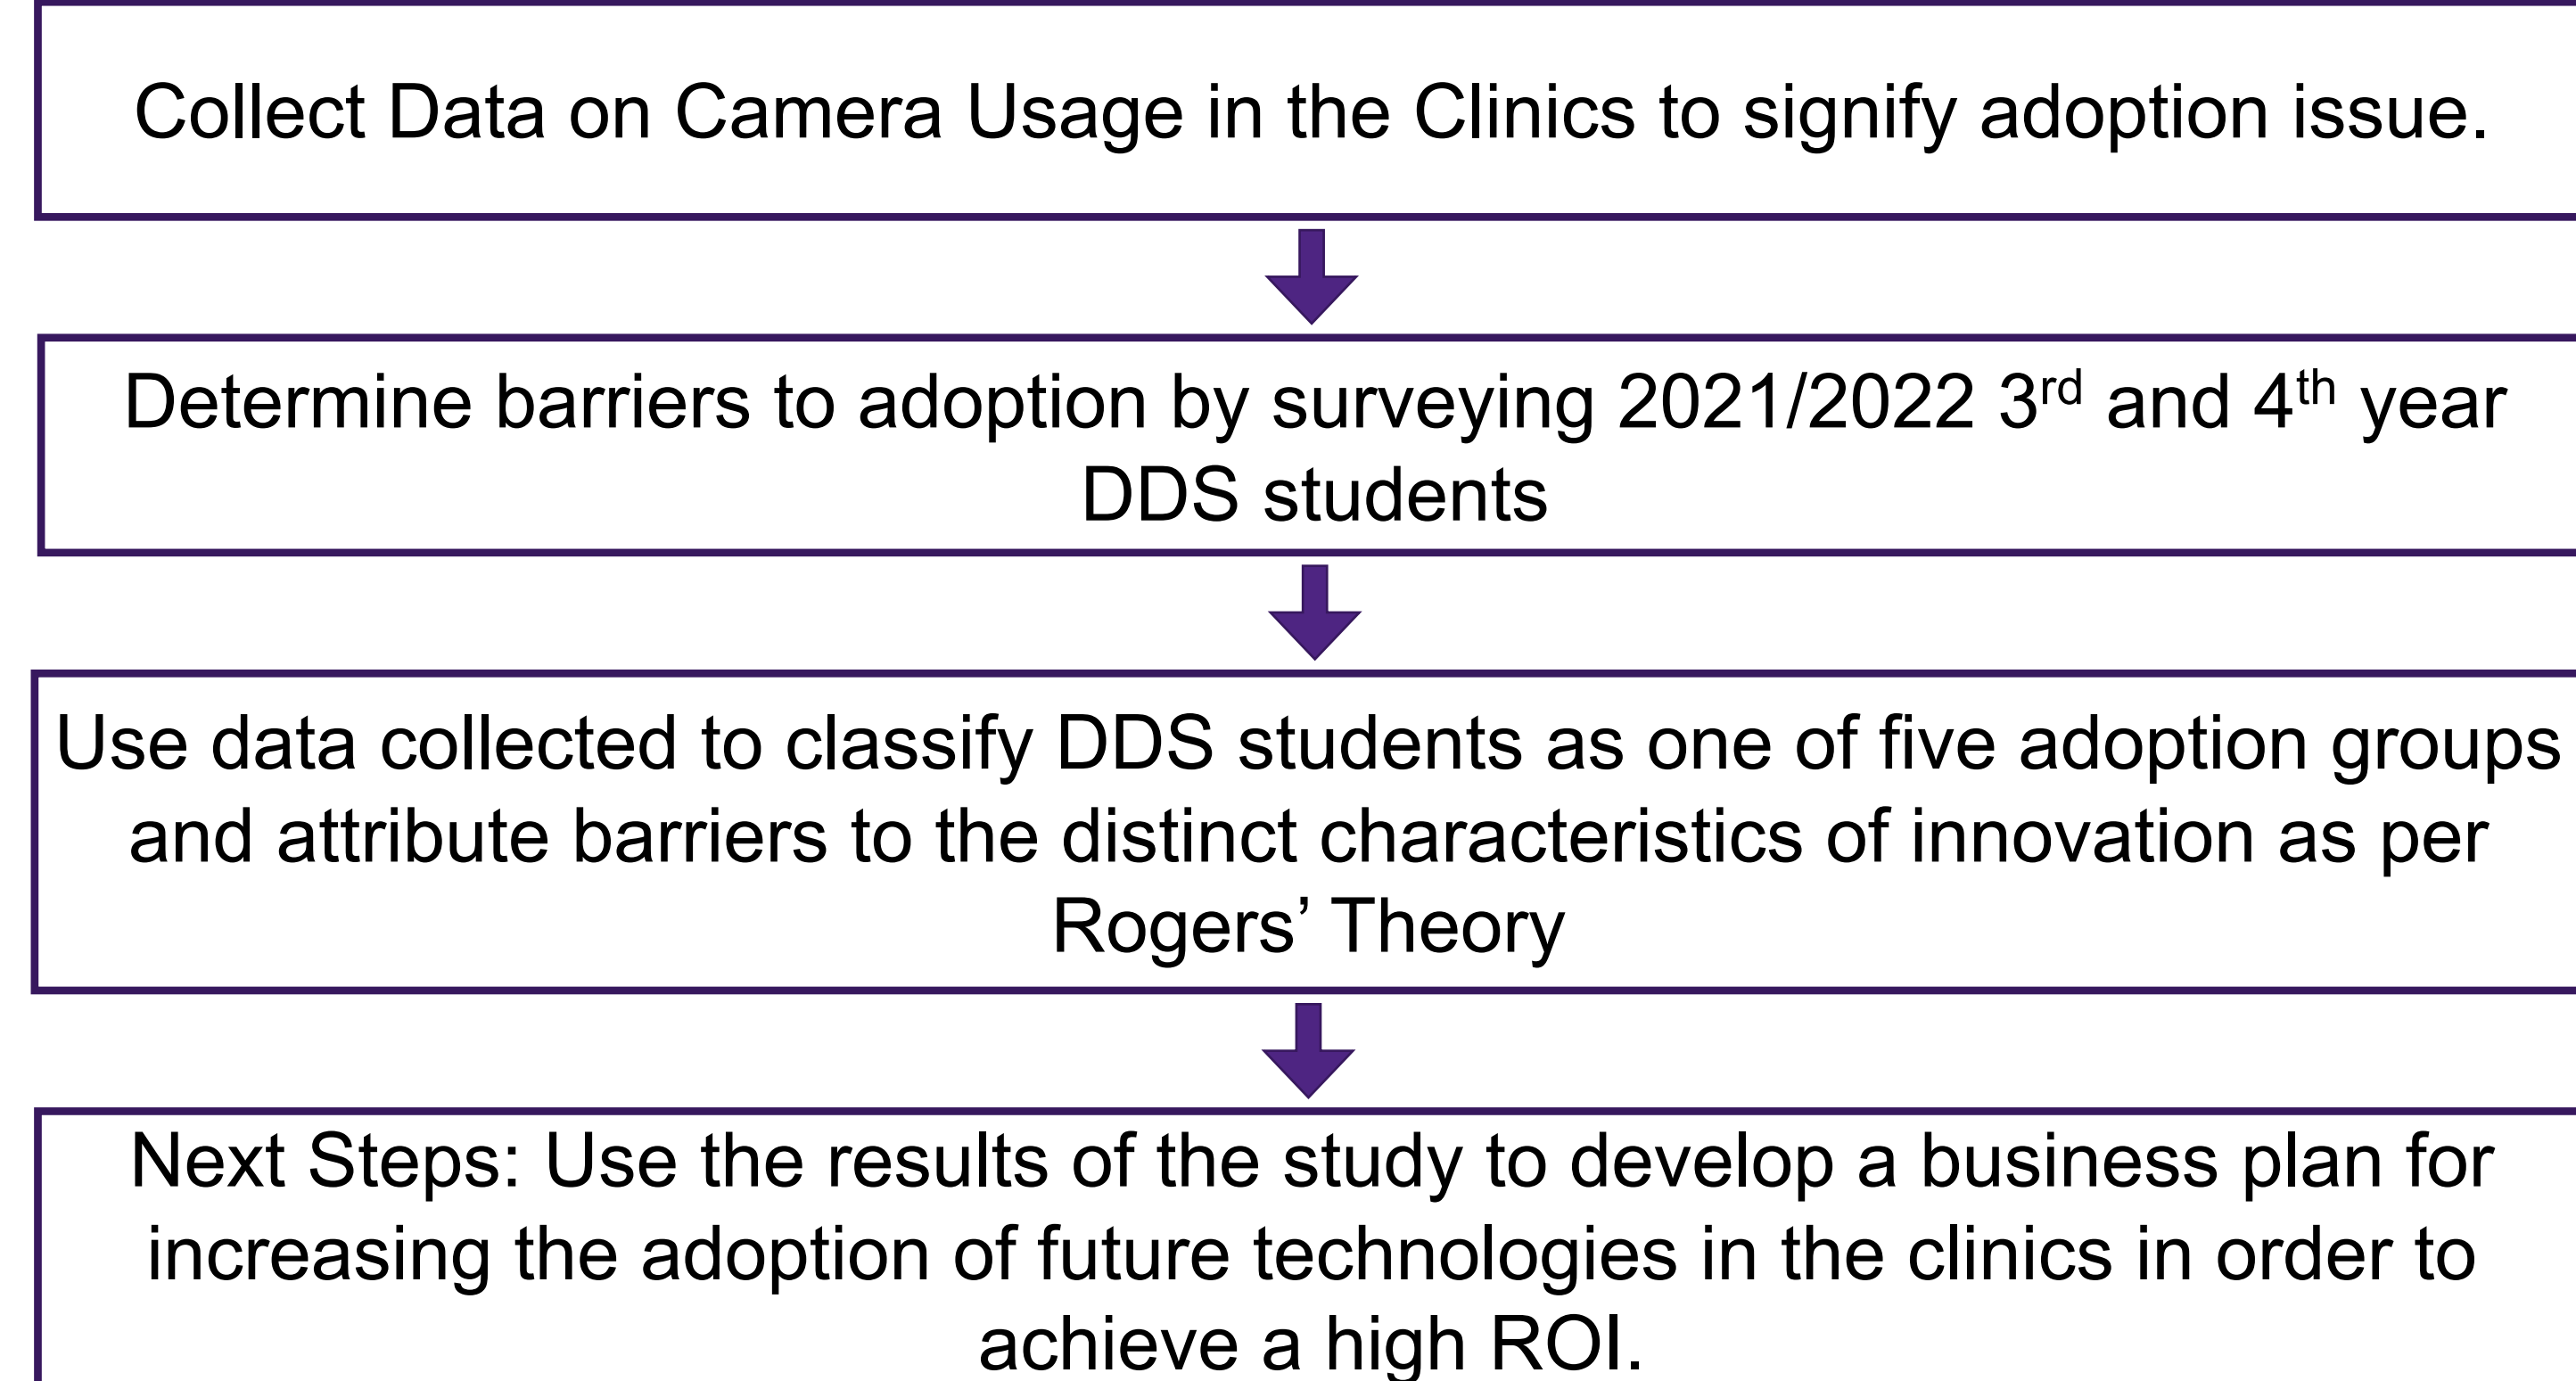 Collect Data on Camera Usage in the Clinics to signify adoption issue.
Determine barriers to adoption by surveying 2021/2022 3rd and 4th year
DDS students
Use data collected to classify DDS students as one of five adoption groups
and attribute barriers to the distinct characteristics of innovation as per
Rogers’ Theory
Next Steps: Use the results of the study to develop a business plan for
increasing the adoption of future technologies in the clinics in order to
achieve a high ROI.